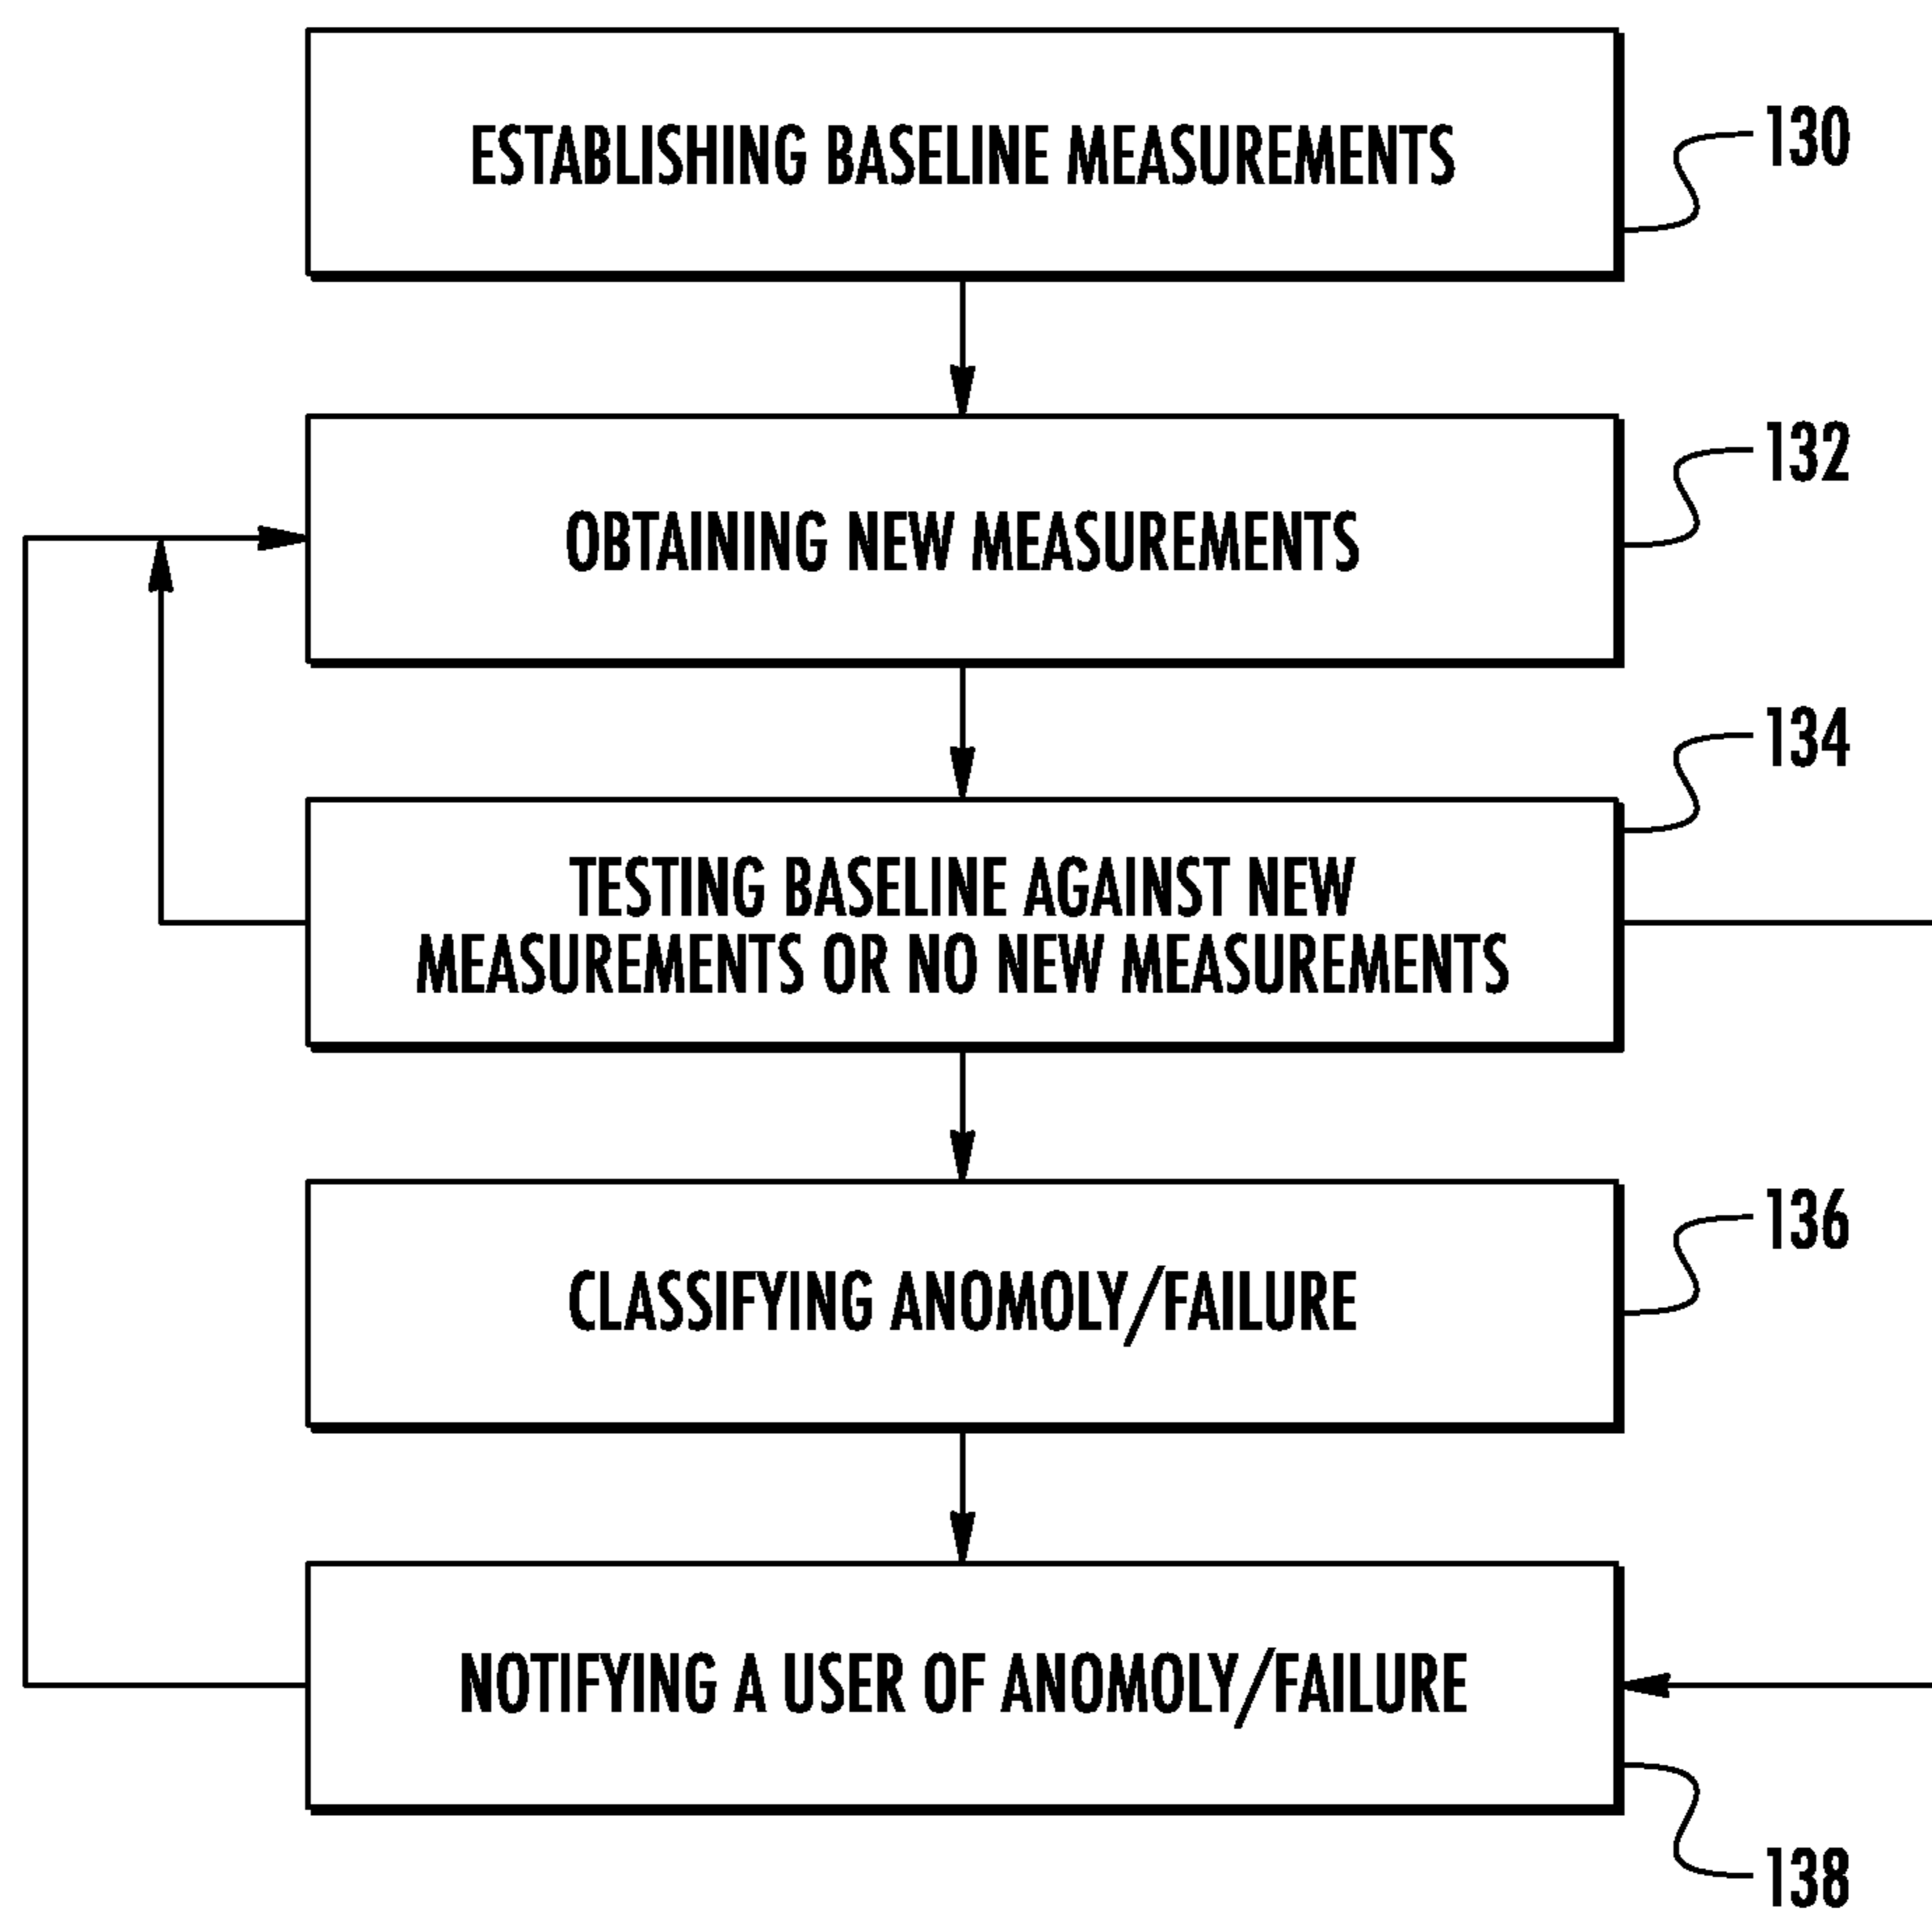 ESTABLISHING BASELINE MEASUREMENTS
130
OBTAINING NEW MEASUREMENTS
132
TESTING BASELINE AGAINST NEW
MEASUREMENTS OR NO NEW MEASUREMENTS
134
CLASSIFYING ANOMOLY/FAILURE
136
NOTIFYING A USER OF ANOMOLY/FAILURE
138